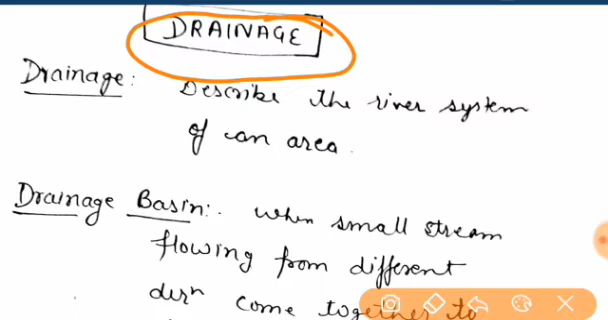 DRAINAGE
Drainage: Describe the river system
of an area.
Drainage Basin:. when small stream
flowing from different
dirn come together to